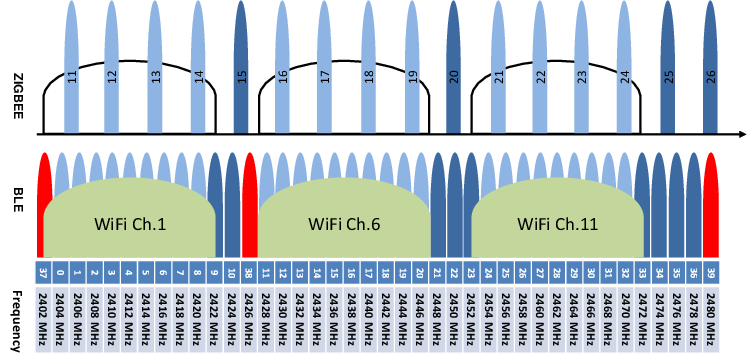 ZIGBEE
11 12 13 14 15 16 17 18 19 20 21 22 23 24 25 26
BLE
WiFi Ch.1 WiFi Ch.6 WiFi Ch.11
37 0 1 2 3 4 5 6 7 8 9 10 38 11 12 13 14 15 16 17 18 19 20 21 22 23 24 25 26 27 28 29 30 31 32 33 34 35 36 39
Frequency
2402 MHz
2404 MHz
2406 MHz
2408 MHz
2410 MHz
2412 MHz
2414 MHz
2416 MHz
2418 MHz
2420 MHz
2422 MHz
2424 MHz
2426 MHz
2428 MHz
2430 MHz
2432 MHz
2434 MHz
2436 MHz
2438 MHz
2440 MHz
2442 MHz
2444 MHz
2446 MHz
2448 MHz
2450 MHz
2452 MHz
2454 MHz
2456 MHz
2458 MHz
2460 MHz
2462 MHz
2464 MHz
2466 MHz
2468 MHz
2470 MHz
2472 MHz
2474 MHz
2476 MHz
2478 MHz
2480 MHz